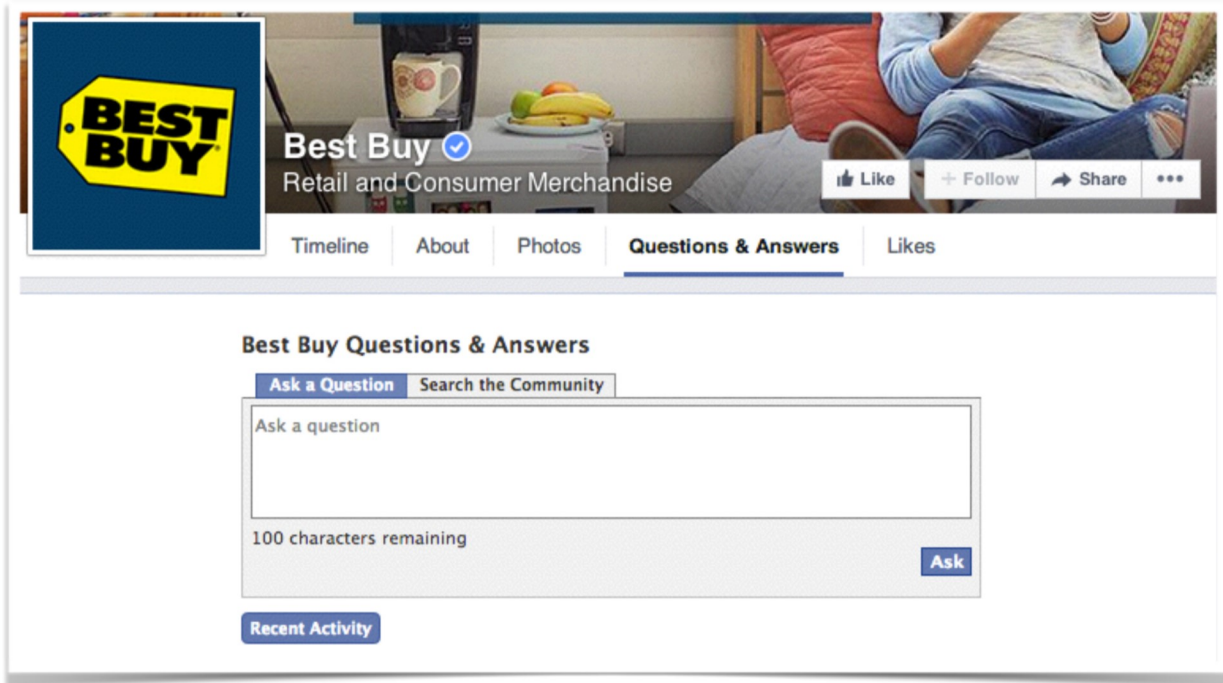 BEST
BUY
Best Buy
Retail and Consumer Merchandise
Like
+ Follow
Share
Timeline
About
Photos
Questions & Answers
Likes
Best Buy Questions & Answers
Ask a Question
Search the Community
Ask a question
100 characters remaining
Ask
Recent Activity